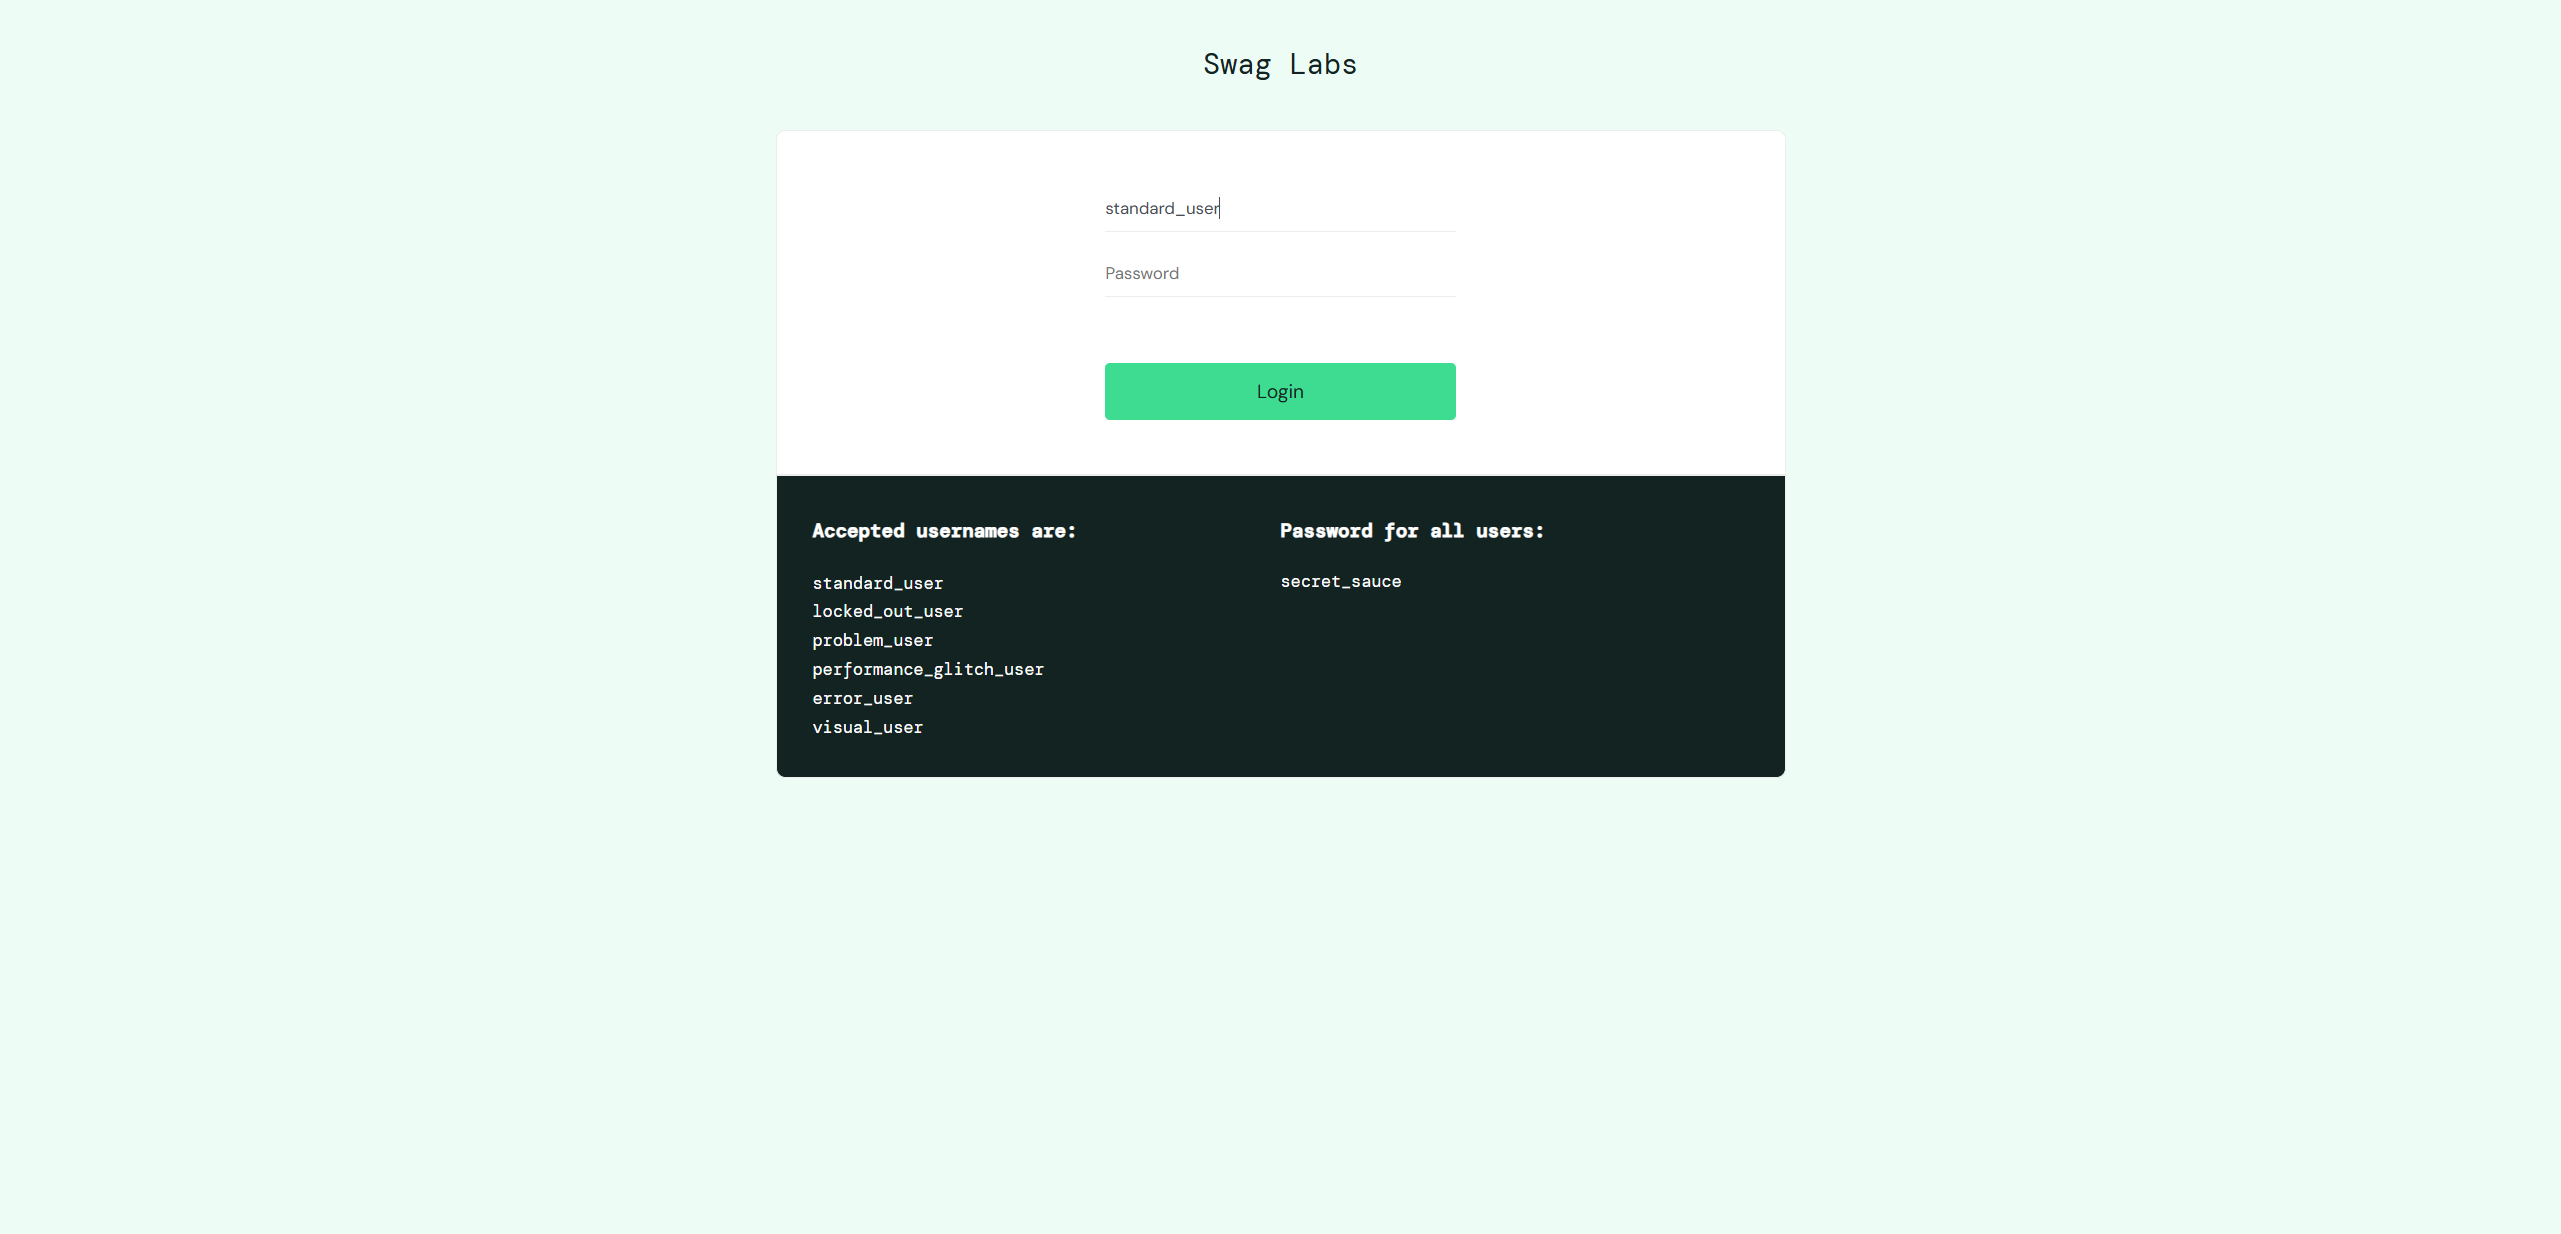 Swag Labs
standard_user
Password
Login
Accepted usernames are:
standard_user
locked_out_user
problem_user
performance_glitch_user
error_user
visual_user
Password for all users:
secret_sauce